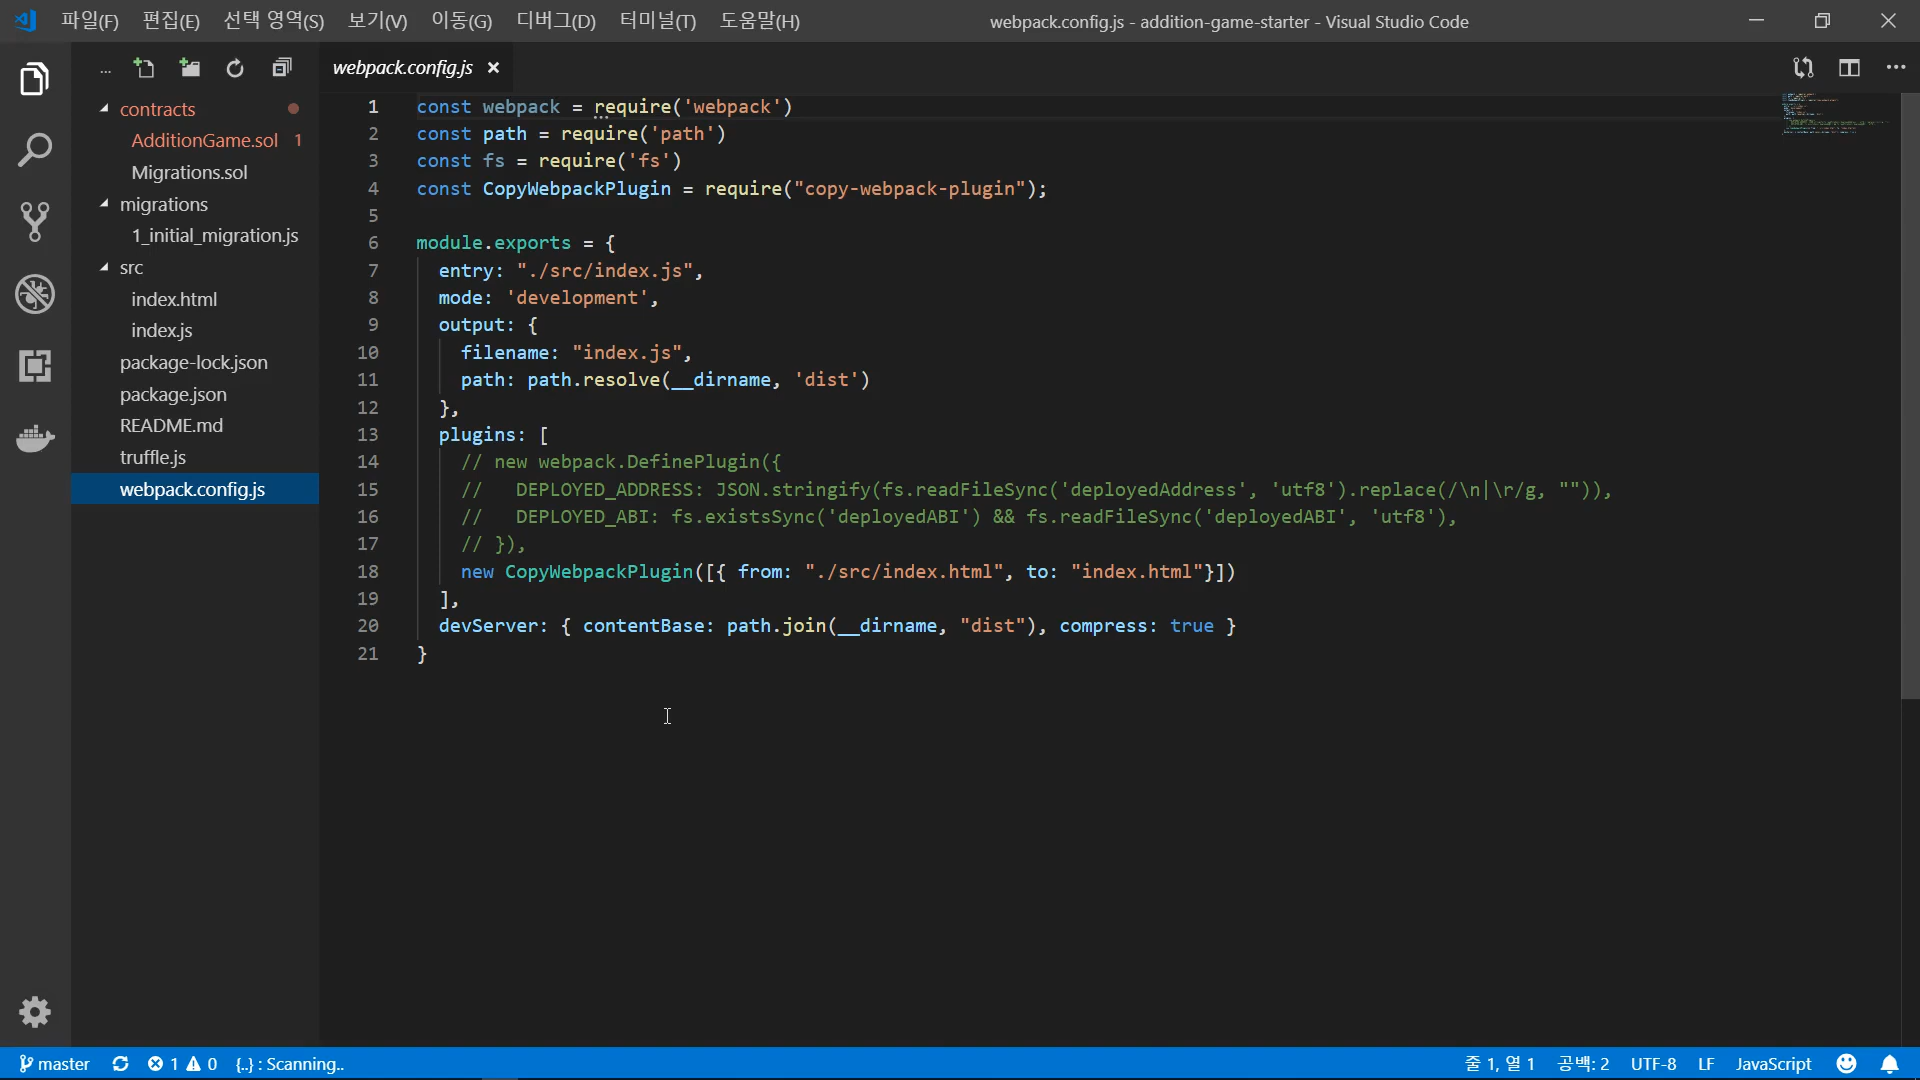 파일(F) 편집(E) 선택 영역(S) 보기(V) 이동(G) 디버그(D) 터미널(T) 도움말(H) webpack.config.js - addition-game-starter - Visual Studio Code
... webpack.config.js
contracts
AdditionGame.sol 1
Migrations.sol
migrations
1_initial_migration.js
src
index.html
index.js
package-lock.json
package.json
README.md
truffle.js
webpack.config.js
1 const webpack = require('webpack')
2 const path = require('path')
3 const fs = require('fs')
4 const CopyWebpackPlugin = require("copy-webpack-plugin");
5
6 module.exports = {
7 entry: "./src/index.js",
8 mode: 'development',
9 output: {
10 filename: "index.js",
11 path: path.resolve(__dirname, 'dist')
12 },
13 plugins: [
14 // new webpack.DefinePlugin({
15 //   DEPLOYED_ADDRESS: JSON.stringify(fs.readFileSync('deployedAddress', 'utf8').replace(/\n|\r/g, "")),
16 //   DEPLOYED_ABI: fs.existsSync('deployedABI') && fs.readFileSync('deployedABI', 'utf8'),
17 // }),
18 new CopyWebpackPlugin([{ from: "./src/index.html", to: "index.html"}])
19 ],
20 devServer: { contentBase: path.join(__dirname, "dist"), compress: true }
21 }
master 1 0 {..} : Scanning.. 줄 1, 열 1 공백: 2 UTF-8 LF JavaScript